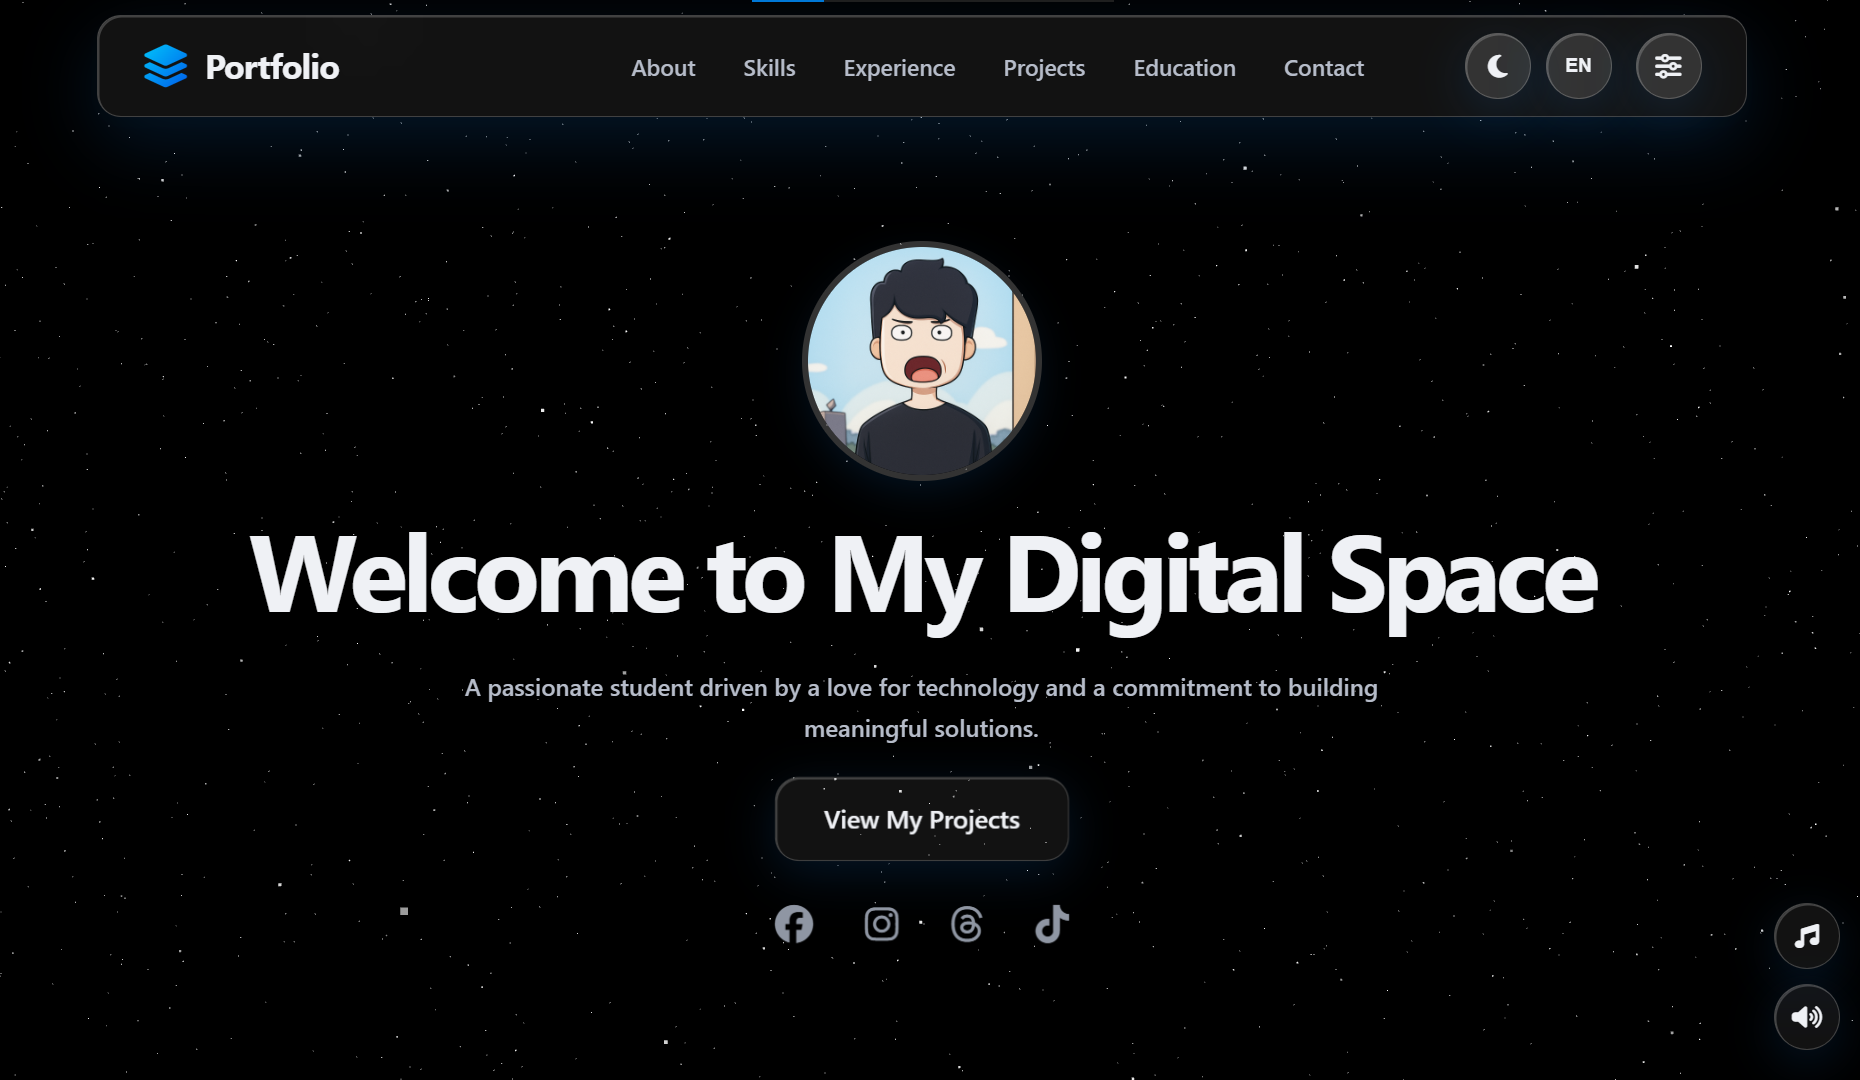 Portfolio
About Skills Experience Projects Education Contact
EN
Welcome to My Digital Space
A passionate student driven by a love for technology and a commitment to building
meaningful solutions.
View My Projects